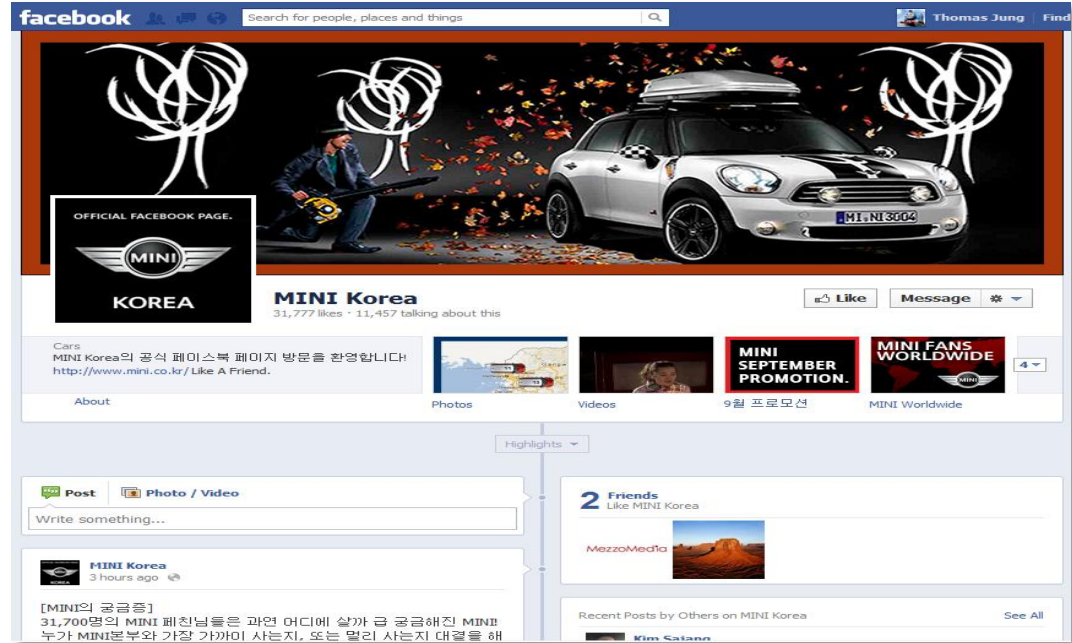 facebook
Search for people, places and things
Thomas Jung
Find
MI NI 3004
OFFICIAL FACEBOOK PAGE.
MINI
KOREA
MINI Korea
31,777 likes · 11,457 talking about this
Like
Message
Cars
MINI Korea의 공식 페이스북 페이지 방문을 환영합니다!
http://www.mini.co.kr/ Like A Friend.
About
11
13
Photos
Videos
MINI
SEPTEMBER
PROMOTION.
9월 프로모션
MINI FANS
WORLDWIDE
MINI
MINI Worldwide
4
Highlights
Post
Photo / Video
Write something...
MINI Korea
3 hours ago
KOREA
[MINI의 궁금증]
31,700명의 MINI 페친님들은 과연 어디에 살까 급 궁금해진 MINI!
누가 MINI본부와 가장 가까이 사는지, 또는 멀리 사는지 대결을 해
2 Friends
Like MINI Korea
MezzoMedia
Recent Posts by Others on MINI Korea
See All
Kim Sajang